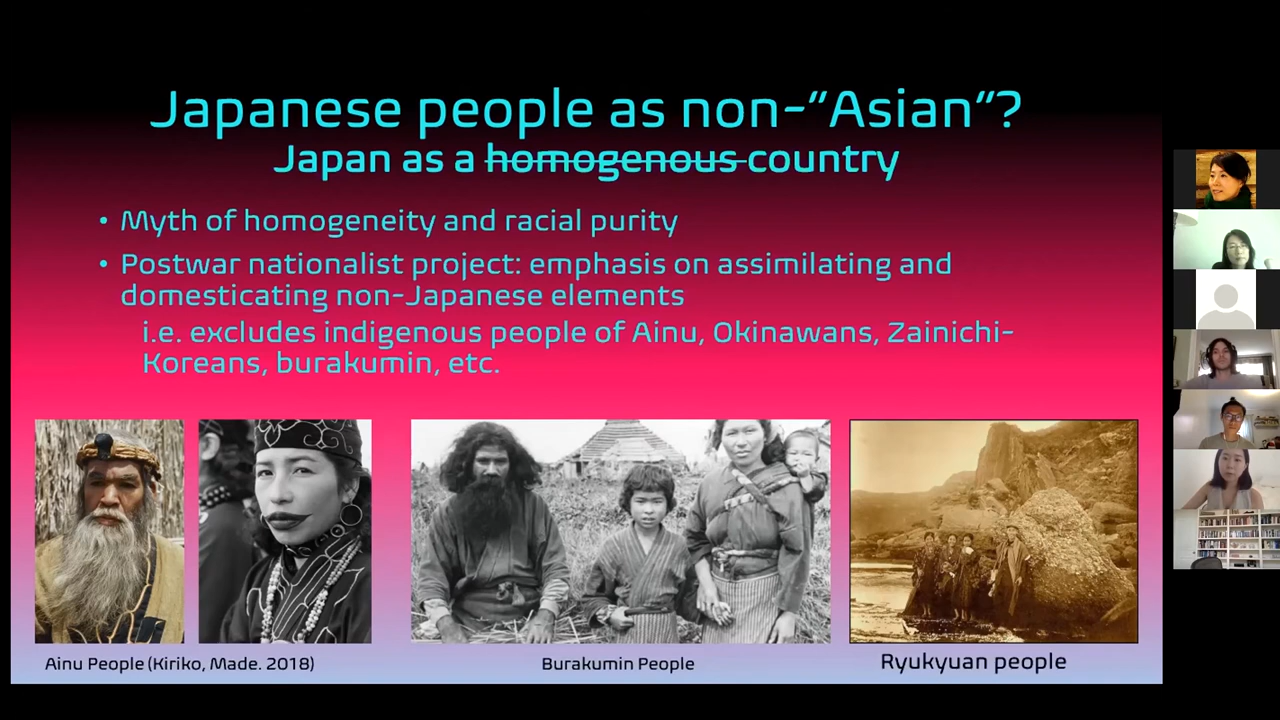 Japanese people as non-"Asian"?
Japan as a homogenous country
• Myth of homogeneity and racial purity
• Postwar nationalist project: emphasis on assimilating and
domesticating non-Japanese elements
i.e. excludes indigenous people of Ainu, Okinawans, Zainichi-
Koreans, burakumin, etc.
Ainu People (Kiriko, Made. 2018)
Burakumin People
Ryukyuan people